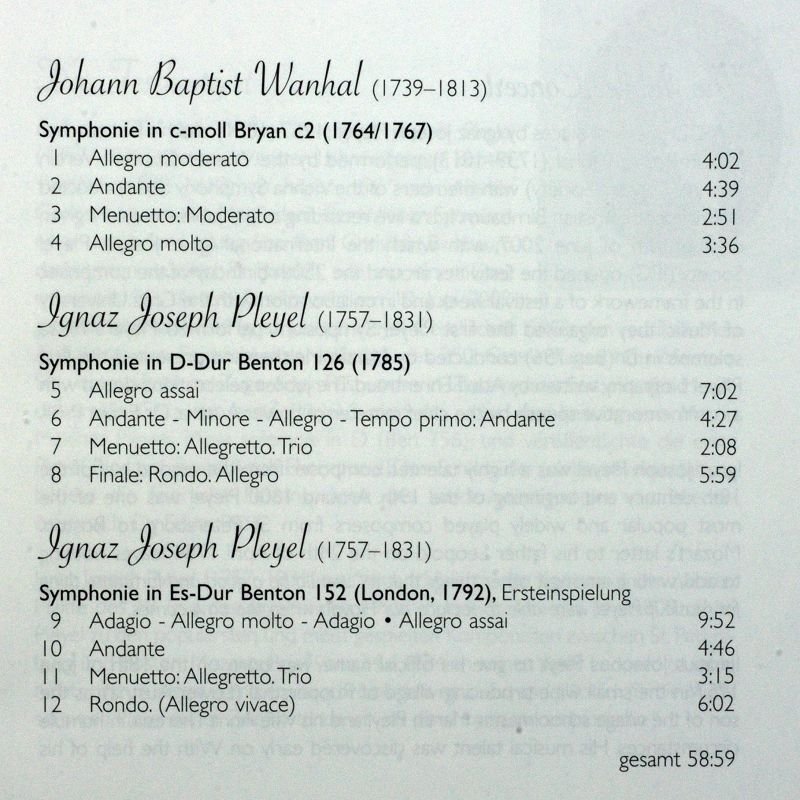 Johann Baptist Wanhal (1739–1813)
Symphonie in c-moll Bryan c2 (1764/1767)
1 Allegro moderato 4:02
2 Andante 4:39
3 Menuetto: Moderato 2:51
4 Allegro molto 3:36
Ignaz Joseph Pleyel (1757–1831)
Symphonie in D-Dur Benton 126 (1785)
5 Allegro assai 7:02
6 Andante - Minore - Allegro - Tempo primo: Andante 4:27
7 Menuetto: Allegretto. Trio 2:08
8 Finale: Rondo. Allegro 5:59
Ignaz Joseph Pleyel (1757–1831)
Symphonie in Es-Dur Benton 152 (London, 1792), Ersteinspielung
9 Adagio - Allegro molto - Adagio • Allegro assai 9:52
10 Andante 4:46
11 Menuetto: Allegretto. Trio 3:15
12 Rondo. (Allegro vivace) 6:02
gesamt 58:59